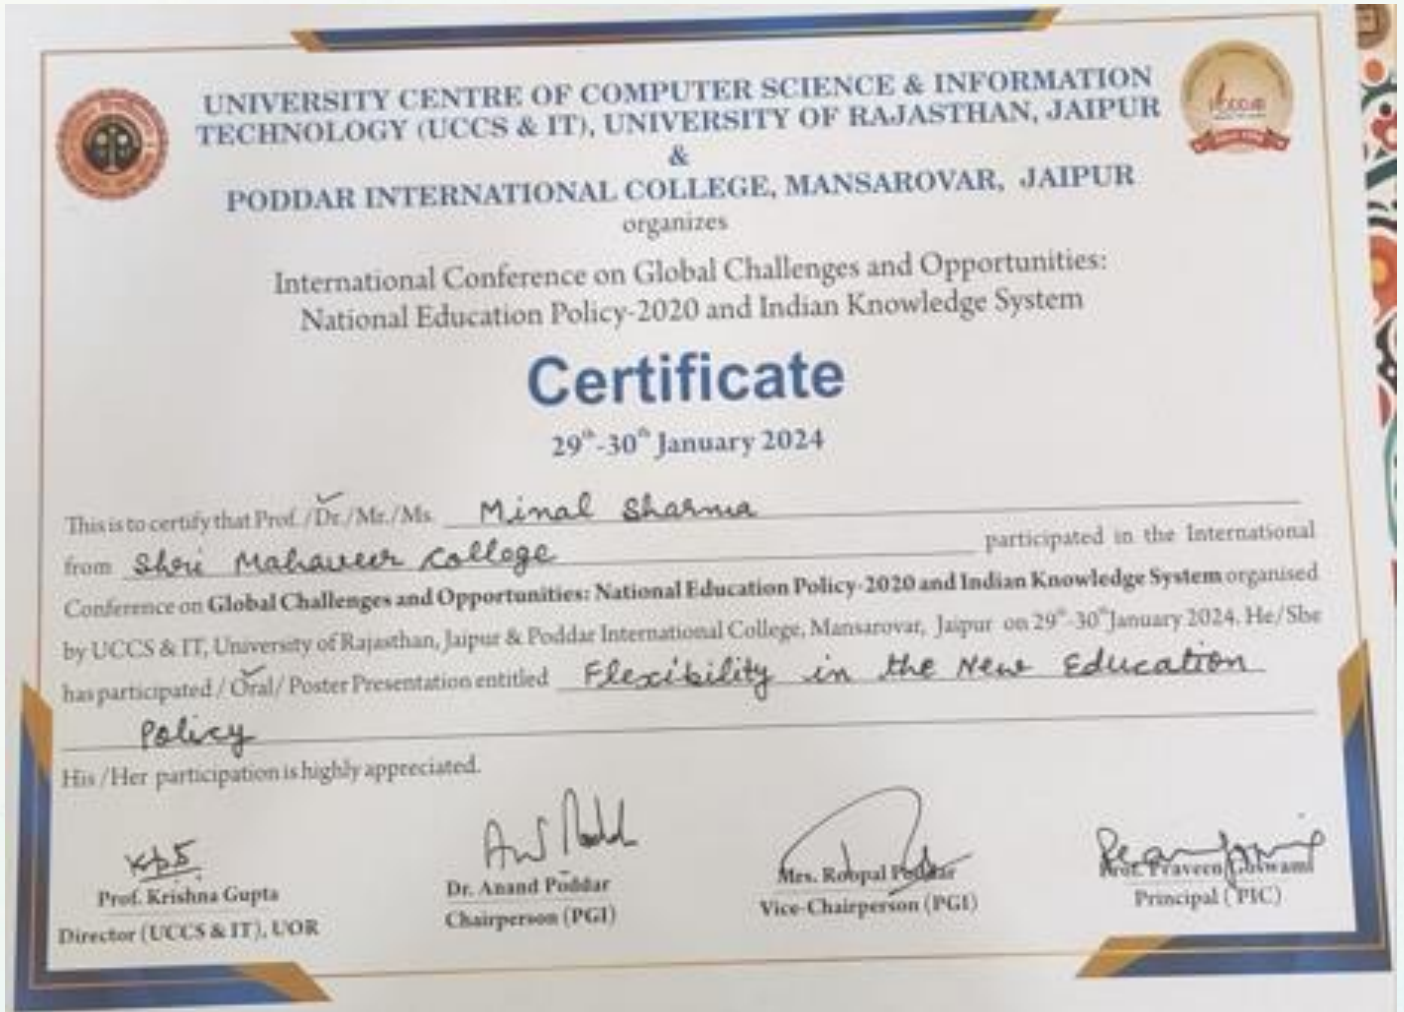 UNIVERSITY CENTRE OF COMPUTER SCIENCE & INFORMATION
TECHNOLOGY (UCCS & IT), UNIVERSITY OF RAJASTHAN, JAIPUR
&
PODDAR INTERNATIONAL COLLEGE, MANSAROVAR, JAIPUR
organizes
International Conference on Global Challenges and Opportunities:
National Education Policy-2020 and Indian Knowledge System
Certificate
29th-30th January 2024
This is to certify that Prof./Dr./Mr./Ms. Minal Sharma
from Shri Mahaveer College participated in the International
Conference on Global Challenges and Opportunities: National Education Policy-2020 and Indian Knowledge System organised
by UCCS & IT, University of Rajasthan, Jaipur & Poddar International College, Mansarovar, Jaipur on 29th-30th January 2024. He/She
has participated / Oral/ Poster Presentation entitled Flexibility in the New Education
Policy
His /Her participation is highly appreciated.
Prof. Krishna Gupta
Director (UCCS & IT), UOR
Dr. Anand Poddar
Chairperson (PGI)
Mrs. Roopal Poddar
Vice-Chairperson (PGI)
Prof. Praveen Goswami
Principal (PIC)
PODDAR